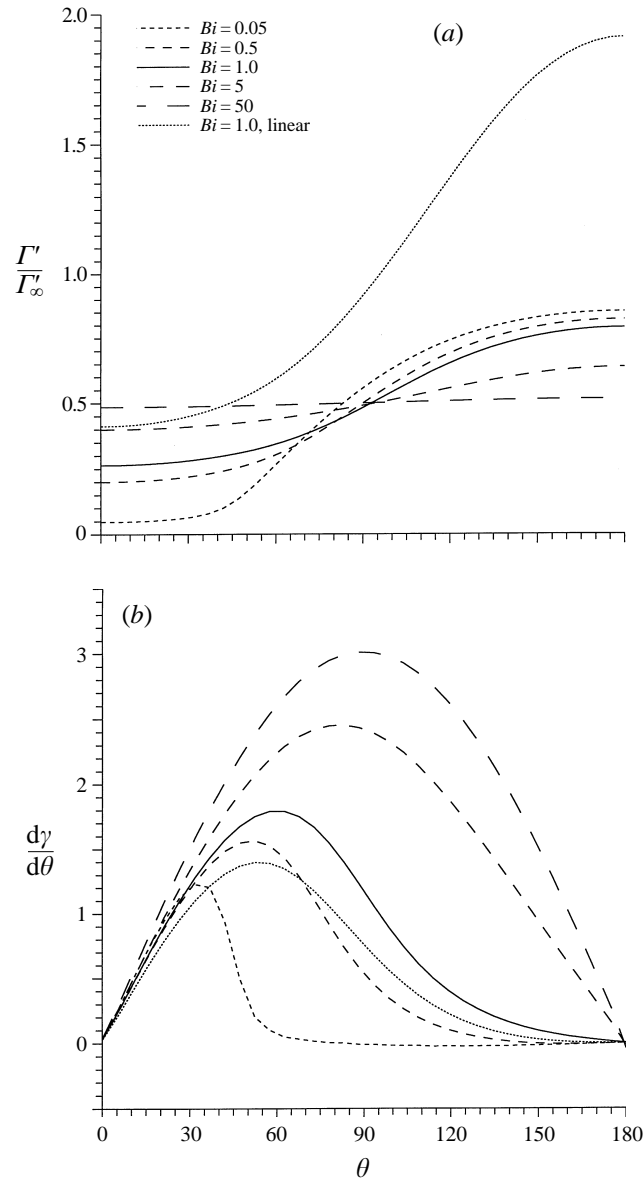 (a)
Bi = 0.05
Bi = 0.5
Bi = 1.0
Bi = 5
Bi = 50
Bi = 1.0, linear
2.0
1.5
1.0
0.5
0
Γ′
Γ′∞
(b)
3
2
1
0
dγ
dθ
0 30 60 90 120 150 180
θ